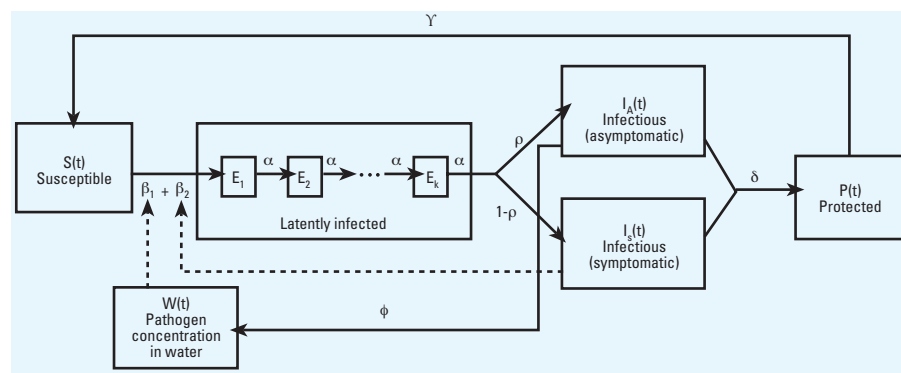 ϒ
S(t)
Susceptible
β1 + β2
E1
α
E2
α
α
Ek
α
Latently infected
ρ
1-ρ
IA(t)
Infectious
(asymptomatic)
Is(t)
Infectious
(symptomatic)
δ
P(t)
Protected
W(t)
Pathogen
concentration
in water
ϕ